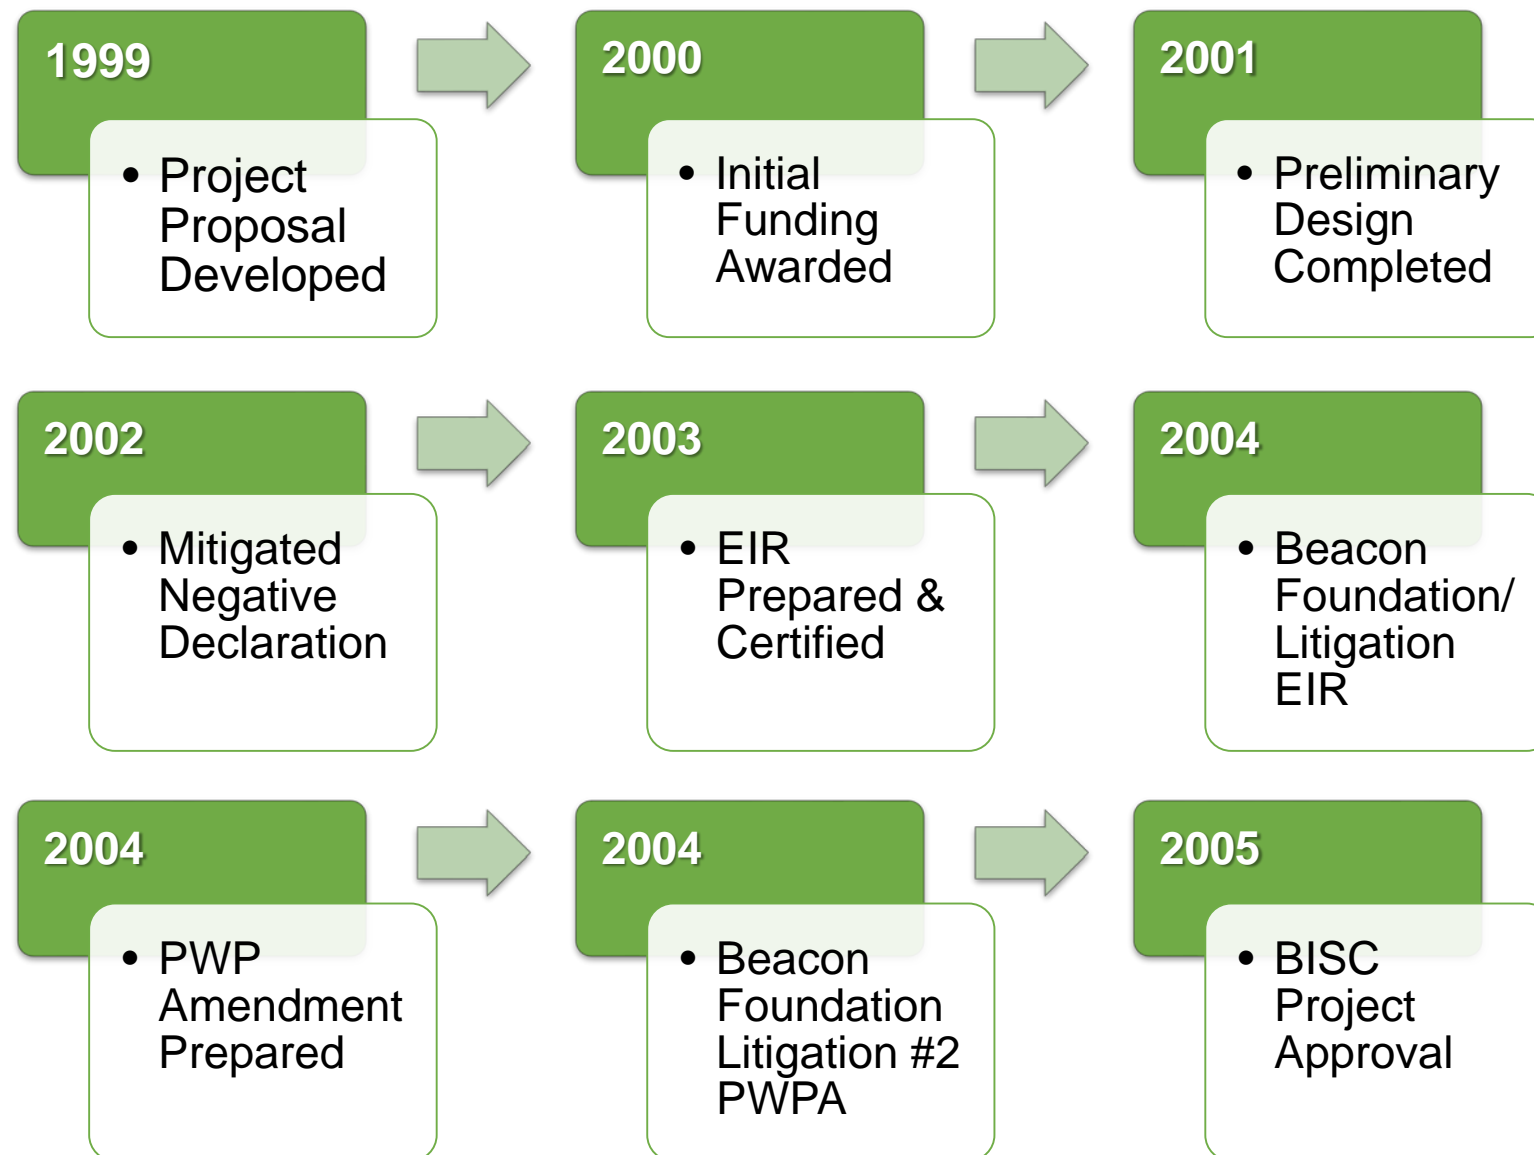 1999
• Project
Proposal
Developed
2000
• Initial
Funding
Awarded
2001
• Preliminary
Design
Completed
2002
• Mitigated
Negative
Declaration
2003
• EIR
Prepared &
Certified
2004
• Beacon
Foundation/
Litigation
EIR
2004
• PWP
Amendment
Prepared
2004
• Beacon
Foundation
Litigation #2
PWPA
2005
• BISC
Project
Approval